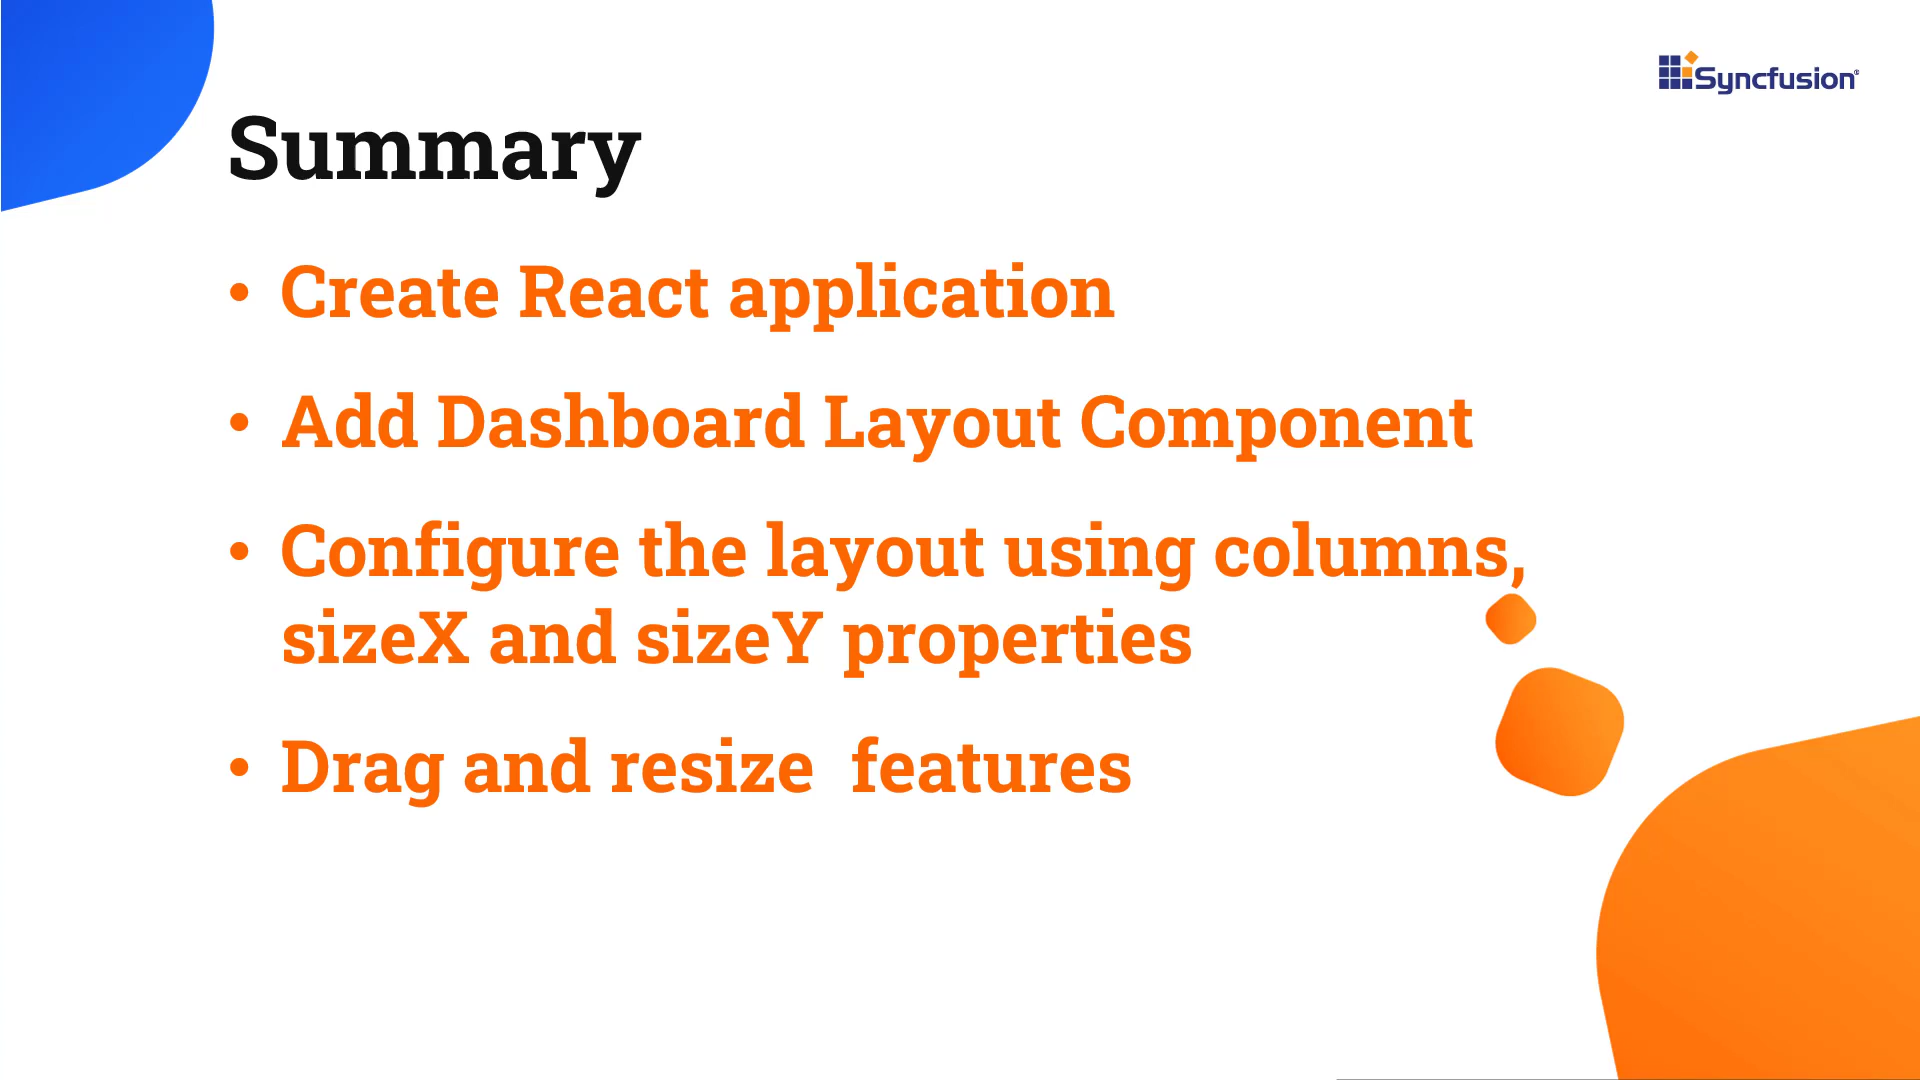 Syncfusion®
Summary
• Create React application
• Add Dashboard Layout Component
• Configure the layout using columns,
sizeX and sizeY properties
• Drag and resize  features